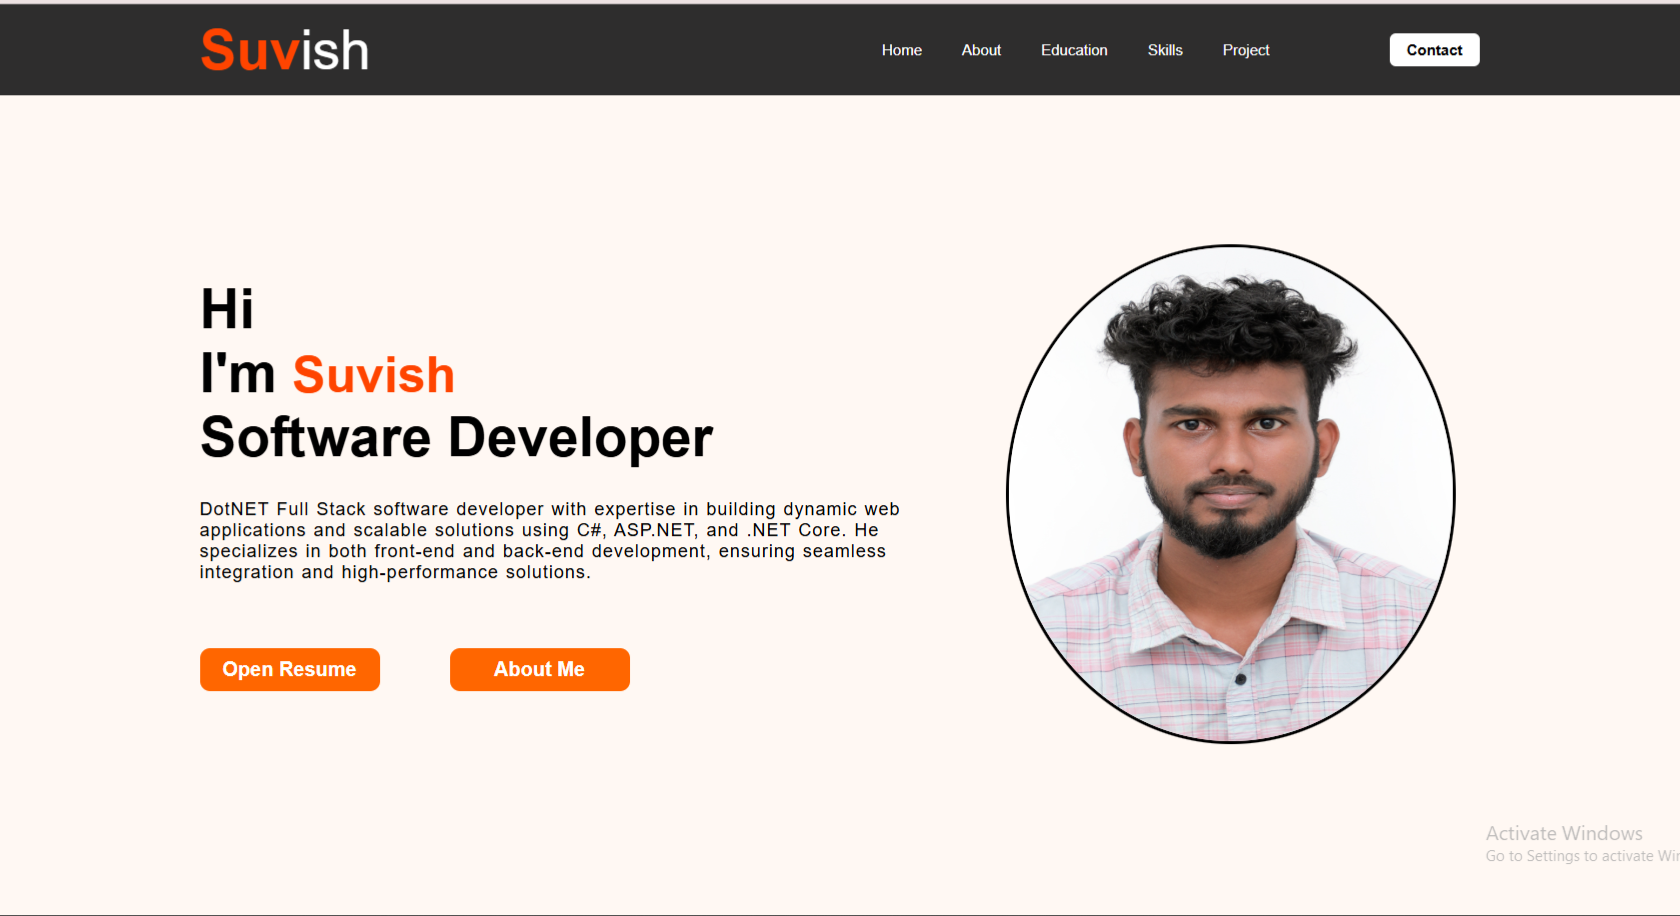 Suvish
Home About Education Skills Project Contact
Hi
I'm Suvish
Software Developer
DotNET Full Stack software developer with expertise in building dynamic web
applications and scalable solutions using C#, ASP.NET, and .NET Core. He
specializes in both front-end and back-end development, ensuring seamless
integration and high-performance solutions.
Open Resume About Me
Activate Windows
Go to Settings to activate